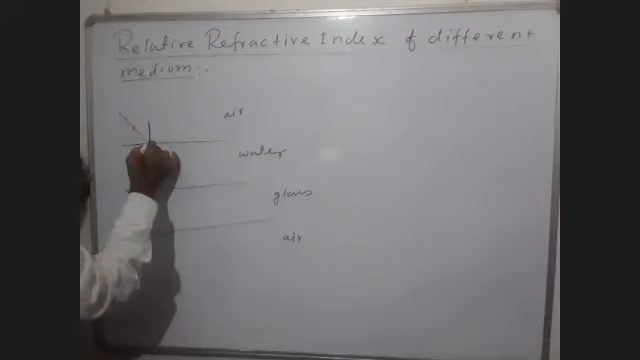 Relative Refractive Index of different
medium:-
air
water
glass
air